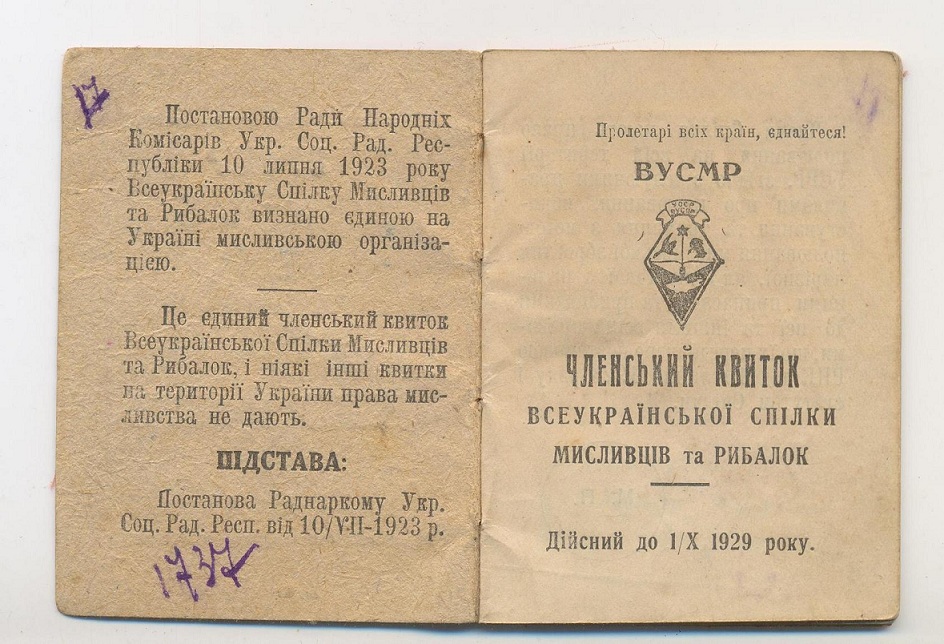 17
Постановою Ради Народніх
Комісарів Укр. Соц. Рад. Рес-
публіки 10 липня 1923 року
Всеукраїнську Спілку Мисливців
та Рибалок визнано єдиною на
Україні мисливською організа-
цією.
Це єдиний членський квиток
Всеукраїнської Спілки Мисливців
та Рибалок, і ніякі інші квитки
на території України права мис-
ливства не дають.
ПІДСТАВА:
Постанова Раднаркому Укр.
Соц. Рад. Респ. від 10/VII-1923 р.
1737
Пролетарі всіх країн, єднайтеся!
ВУСМР
УСРР
ВУСМР
ЧЛЕНСЬКИЙ КВИТОК
ВСЕУКРАЇНСЬКОЇ СПІЛКИ
МИСЛИВЦІВ та РИБАЛОК
Дійсний до 1/X 1929 року.